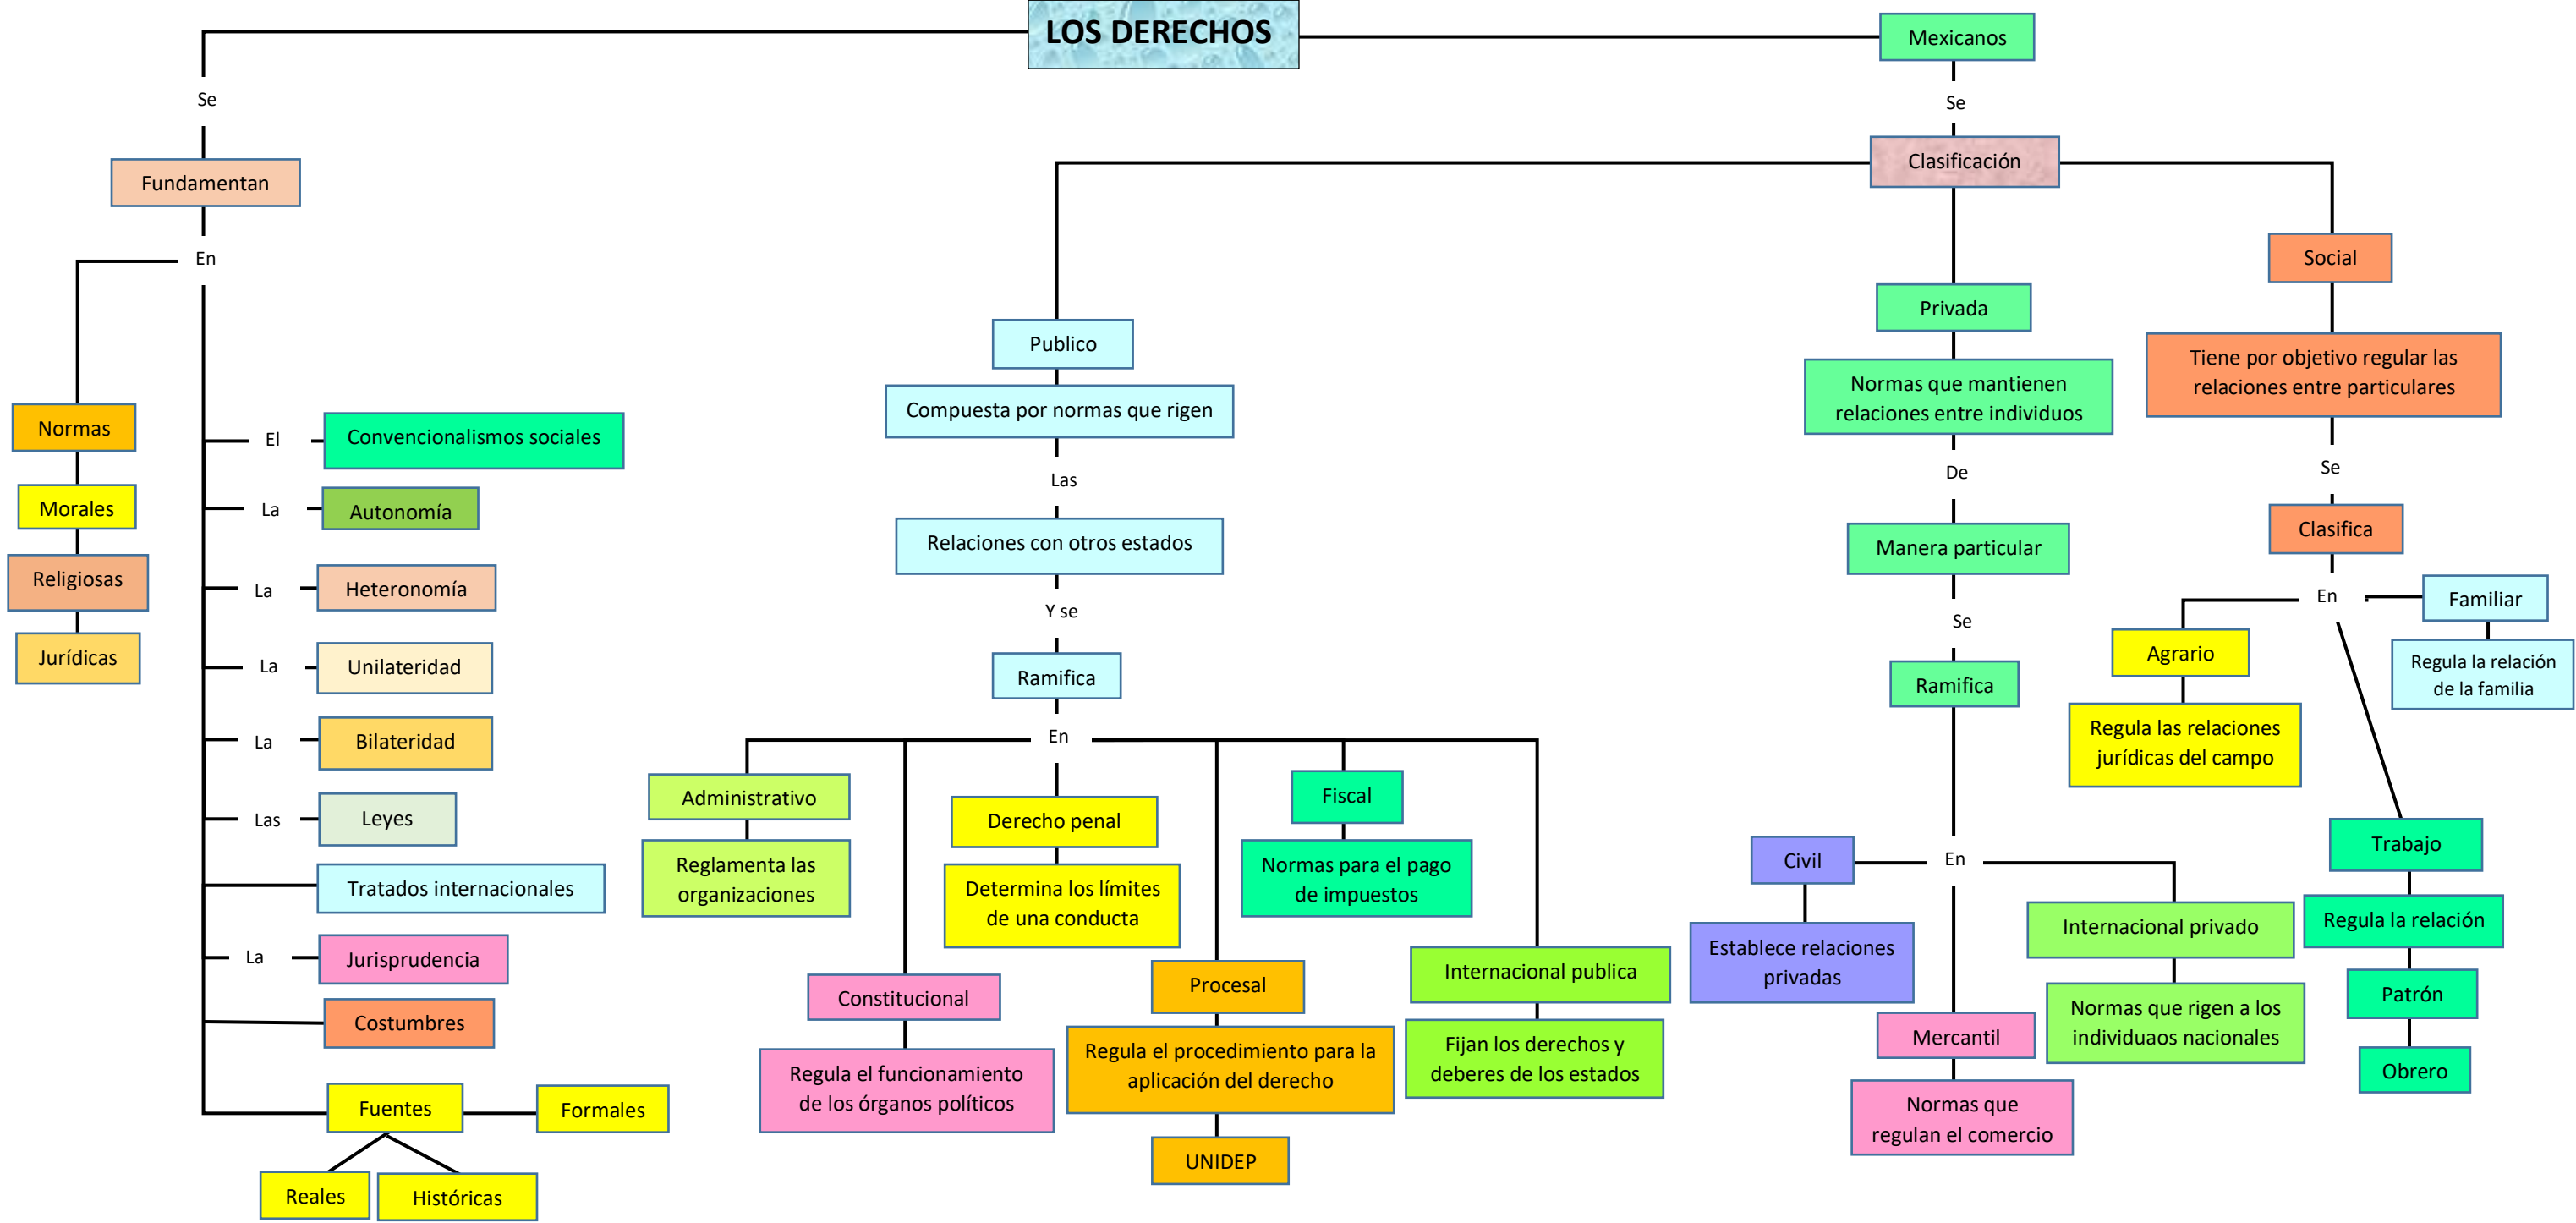 LOS DERECHOS
Se
Fundamentan
En
Normas
Morales
Religiosas
Jurídicas
El
Convencionalismos sociales
La
Autonomía
La
Heteronomía
La
Unilateridad
La
Bilateridad
Las
Leyes
Tratados internacionales
La
Jurisprudencia
Costumbres
Fuentes
Formales
Reales
Históricas
Mexicanos
Se
Clasificación
Publico
Compuesta por normas que rigen
Las
Relaciones con otros estados
Y se
Ramifica
En
Administrativo
Reglamenta las
organizaciones
Constitucional
Regula el funcionamiento
de los órganos políticos
Derecho penal
Determina los límites
de una conducta
Procesal
Regula el procedimiento para la
aplicación del derecho
UNIDEP
Fiscal
Normas para el pago
de impuestos
Internacional publica
Fijan los derechos y
deberes de los estados
Privada
Normas que mantienen
relaciones entre individuos
De
Manera particular
Se
Ramifica
En
Civil
Establece relaciones
privadas
Mercantil
Normas que
regulan el comercio
Internacional privado
Normas que rigen a los
individuaos nacionales
Social
Tiene por objetivo regular las
relaciones entre particulares
Se
Clasifica
En
Agrario
Regula las relaciones
jurídicas del campo
Familiar
Regula la relación
de la familia
Trabajo
Regula la relación
Patrón
Obrero